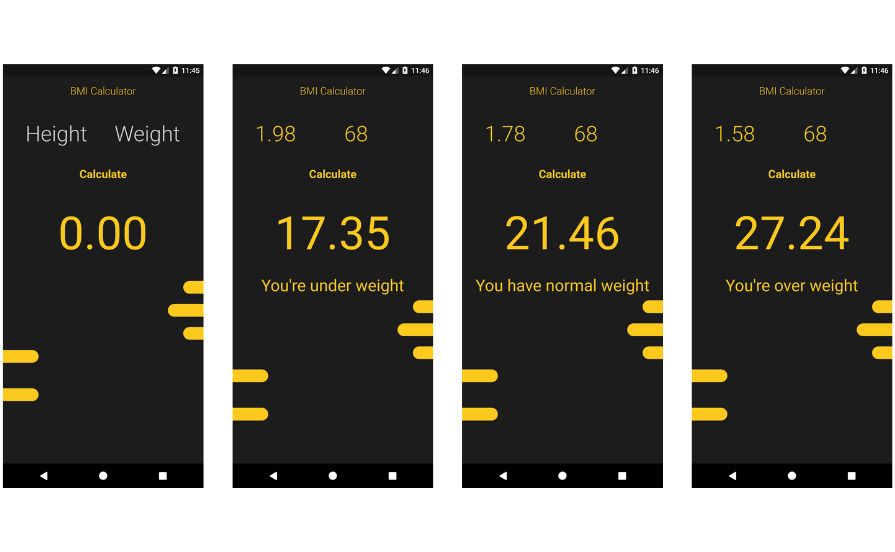 11:45
BMI Calculator
Height Weight
Calculate
0.00
11:46
BMI Calculator
1.98 68
Calculate
17.35
You're under weight
11:46
BMI Calculator
1.78 68
Calculate
21.46
You have normal weight
11:46
BMI Calculator
1.58 68
Calculate
27.24
You're over weight